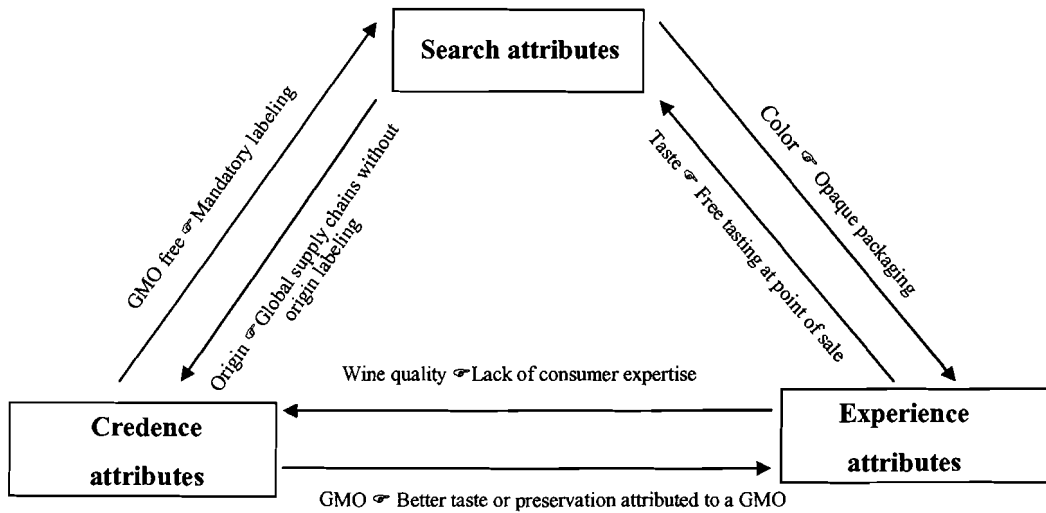 Search attributes
GMO free ☞ Mandatory labeling
Origin ☞ Global supply chains without
origin labeling
Taste ☞ Free tasting at point of sale
Color ☞ Opaque packaging
Wine quality ☞ Lack of consumer expertise
Credence
attributes
Experience
attributes
GMO ☞ Better taste or preservation attributed to a GMO